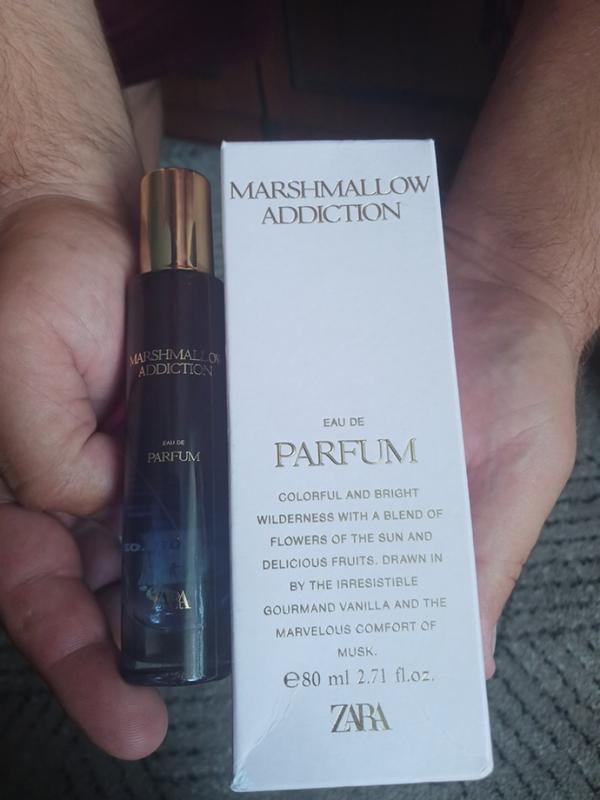 MARSHMALLOW
ADDICTION
EAU DE
PARFUM
ZARA
MARSHMALLOW
ADDICTION
EAU DE
PARFUM
COLORFUL AND BRIGHT
WILDERNESS WITH A BLEND OF
FLOWERS OF THE SUN AND
DELICIOUS FRUITS. DRAWN IN
BY THE IRRESISTIBLE
GOURMAND VANILLA AND THE
MARVELOUS COMFORT OF
MUSK.
℮80 ml 2.71 fl.oz.
ZARA